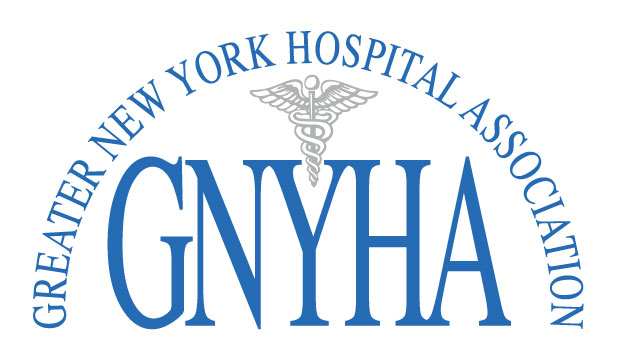 GREATER NEW YORK HOSPITAL ASSOCIATION
GNYHA